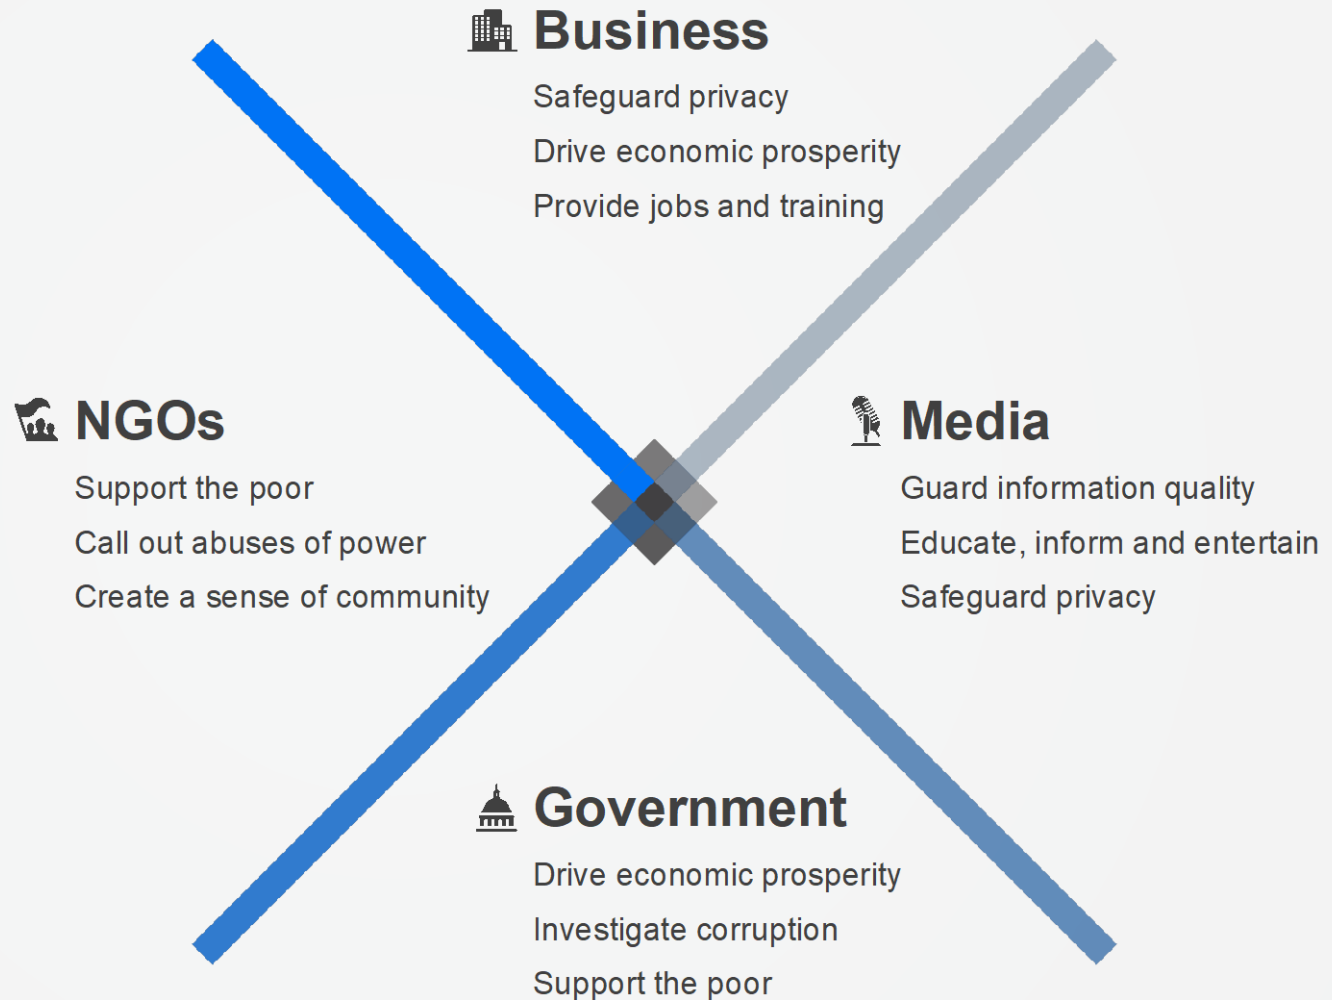 Business
Safeguard privacy
Drive economic prosperity
Provide jobs and training
NGOs
Support the poor
Call out abuses of power
Create a sense of community
Media
Guard information quality
Educate, inform and entertain
Safeguard privacy
Government
Drive economic prosperity
Investigate corruption
Support the poor